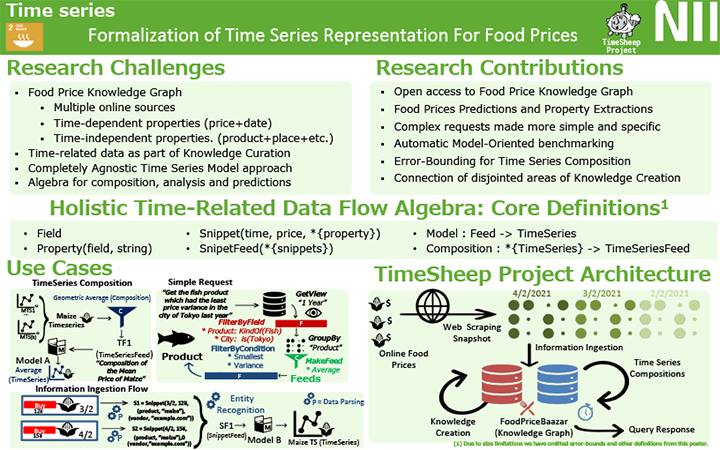 Time series
2 ZERO HUNGER
Formalization of Time Series Representation For Food Prices
TimeSheep
Project
NII
Research Challenges
▪ Food Price Knowledge Graph
▪ Multiple online sources
▪ Time-dependent properties (price+date)
▪ Time-independent properties. (product+place+etc.)
▪ Time-related data as part of Knowledge Curation
▪ Completely Agnostic Time Series Model approach
▪ Algebra for composition, analysis and predictions
Research Contributions
▪ Open access to Food Price Knowledge Graph
▪ Food Prices Predictions and Property Extractions
▪ Complex requests made more simple and specific
▪ Automatic Model-Oriented benchmarking
▪ Error-Bounding for Time Series Composition
▪ Connection of disjointed areas of Knowledge Creation
Holistic Time-Related Data Flow Algebra: Core Definitions¹
▪ Field
▪ Property(field, string)
▪ Snippet(time, price, *{property})
▪ SnipetFeed(*{snippets})
▪ Model : Feed -> TimeSeries
▪ Composition : *{TimeSeries} -> TimeSeriesFeed
Use Cases
TimeSeries Composition
Geometric Average (Composition)
MTS1
Maize
Timeseries
C
TF1
(TimeSeriesFeed)
Model A
Average
(TimeSeries)
"Composition of
the Mean
Price of Maize"
Simple Request
"Get the fish product
which had the least
price variance in the
city of Tokyo last year"
GetView
"1 Year"
F
FilterByField
* Product: KindOf(Fish)
* City: Is(Tokyo)
GroupBy
"Product"
FilterByCondition
* Smallest
* Variance
F
MakeFeed
* Average
Product
Feeds
Information Ingestion Flow
Buy
12¥
3/2
Buy
15¥
4/2
S1 = Snippet(3/2, 12¥,
(product, "maize"),
(vendor, "example.com"))
S2 = Snippet(4/2, 15¥,
(product, "maize"),0
(vendor,"example.com"))
P
P
Entity
Recognition
P = Data Parsing
SF1
(SnippetFeed)
Model B
Maize TS (TimeSeries)
TimeSheep Project Architecture
4/2/2021
3/2/2021
2/2/2021
$
$
$
Online Food
Prices
Web Scraping
Snapshot
Information Ingestion
Time Series
Compositions
Knowledge
Creation
FoodPriceBaazar
(Knowledge Graph)
Query Response
(1) Due to size limitations we have omitted error-bounds and other definitions from this poster.